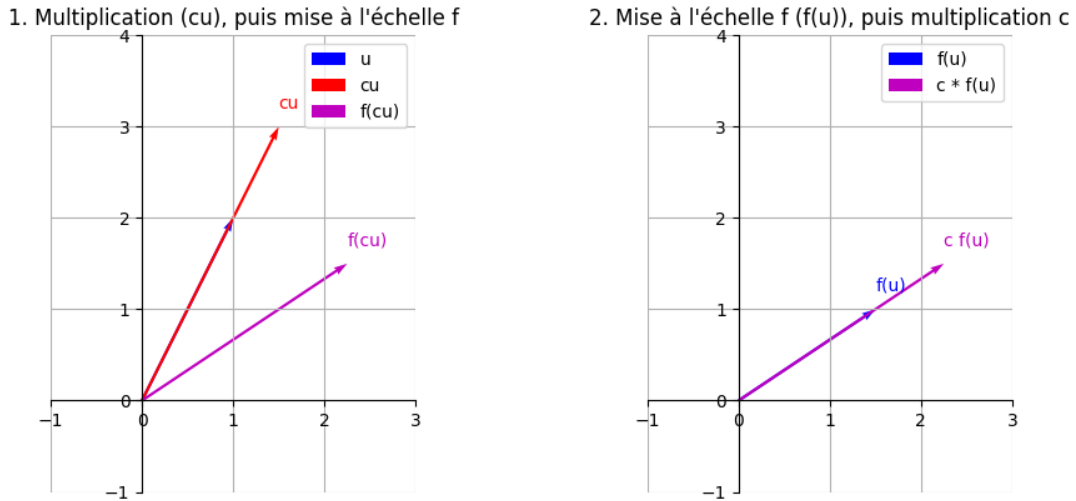 1. Multiplication (cu), puis mise à l'échelle f
4
3
2
1
0
−1
−1
0
1
2
3
u
cu
f(cu)
cu
f(cu)
2. Mise à l'échelle f (f(u)), puis multiplication c
4
3
2
1
0
−1
−1
0
1
2
3
f(u)
c * f(u)
c f(u)
f(u)